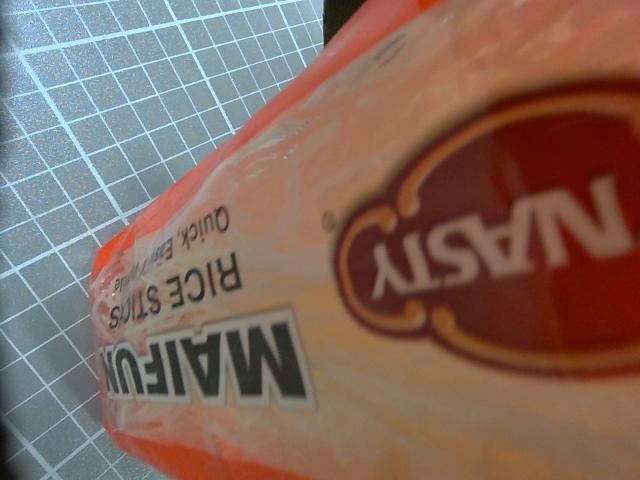 NASTY
®
MAIFUN
RICE STICKS
Quick, Easy